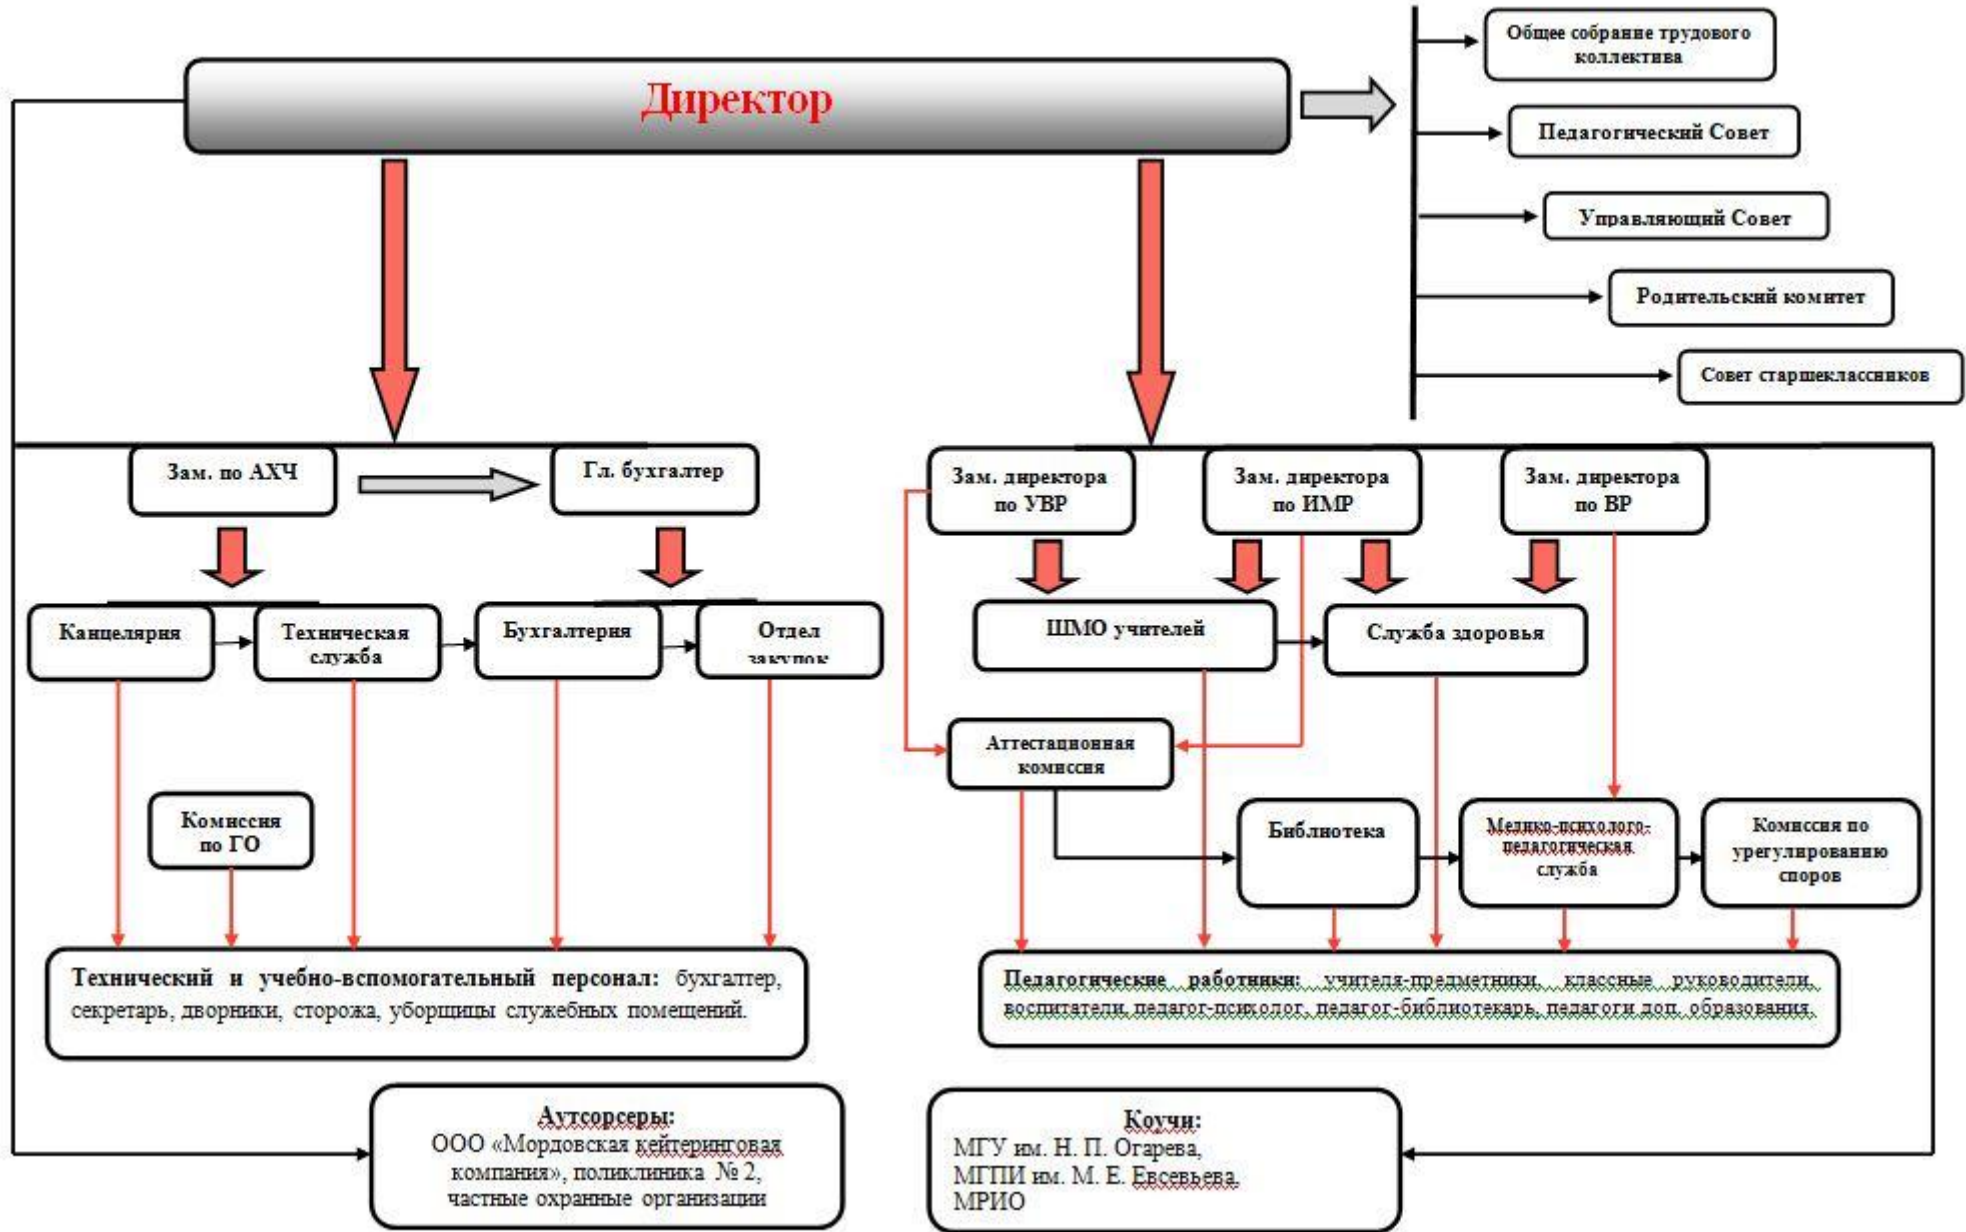 Директор
Общее собрание трудового
коллектива
Педагогический Совет
Управляющий Совет
Родительский комитет
Совет старшеклассников
Зам. по АХЧ
Гл. бухгалтер
Зам. директора
по УВР
Зам. директора
по ИМР
Зам. директора
по ВР
Канцелярия
Техническая
служба
Бухгалтерия
Отдел
закупок
ШМО учителей
Служба здоровья
Аттестационная
комиссия
Комиссия
по ГО
Библиотека
Медико-психолого-
педагогическая
служба
Комиссия по
урегулированию
споров
Технический и учебно-вспомогательный персонал: бухгалтер,
секретарь, дворники, сторожа, уборщицы служебных помещений.
Педагогические работники: учителя-предметники, классные руководители,
воспитатели, педагог-психолог, педагог-библиотекарь, педагоги доп. образования.
Аутсорсеры:
ООО «Мордовская кейтеринговая
компания», поликлиника № 2,
частные охранные организации
Коучи:
МГУ им. Н. П. Огарева,
МГПИ им. М. Е. Евсевьева,
МРИО